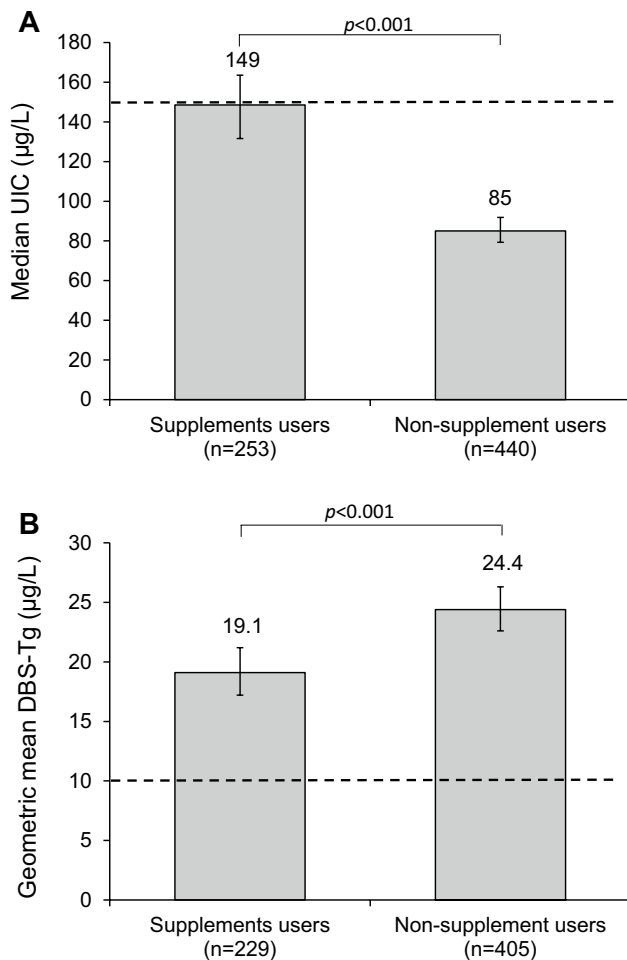 A
p<0.001
180
160
140
120
100
80
60
40
20
0
Median UIC (µg/L)
149
85
Supplements users
(n=253)
Non-supplement users
(n=440)
B
p<0.001
30
25
20
15
10
5
0
Geometric mean DBS-Tg (µg/L)
19.1
24.4
Supplements users
(n=229)
Non-supplement users
(n=405)